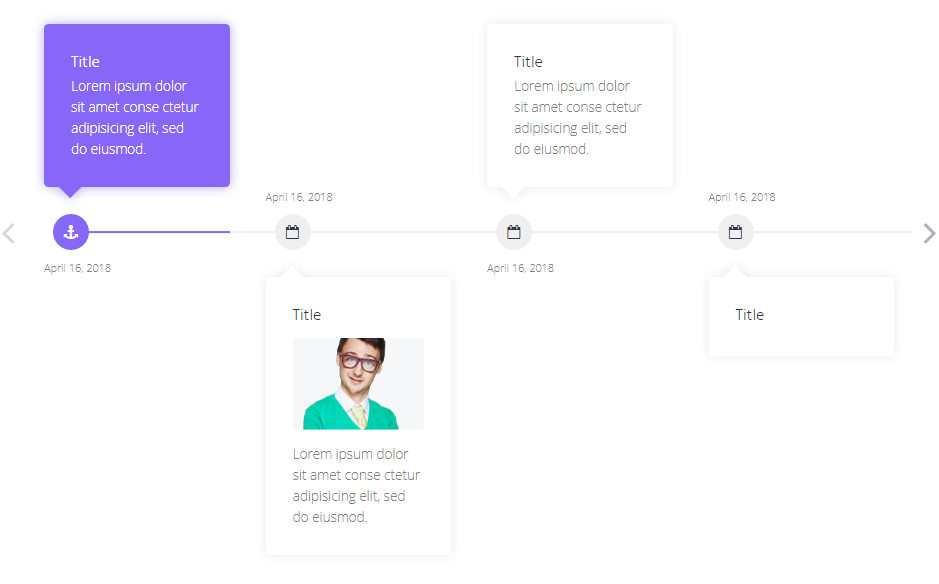 Title
Lorem ipsum dolor
sit amet conse ctetur
adipisicing elit, sed
do eiusmod.
April 16, 2018
April 16, 2018
Title
Lorem ipsum dolor
sit amet conse ctetur
adipisicing elit, sed
do eiusmod.
Title
Lorem ipsum dolor
sit amet conse ctetur
adipisicing elit, sed
do eiusmod.
April 16, 2018
April 16, 2018
Title